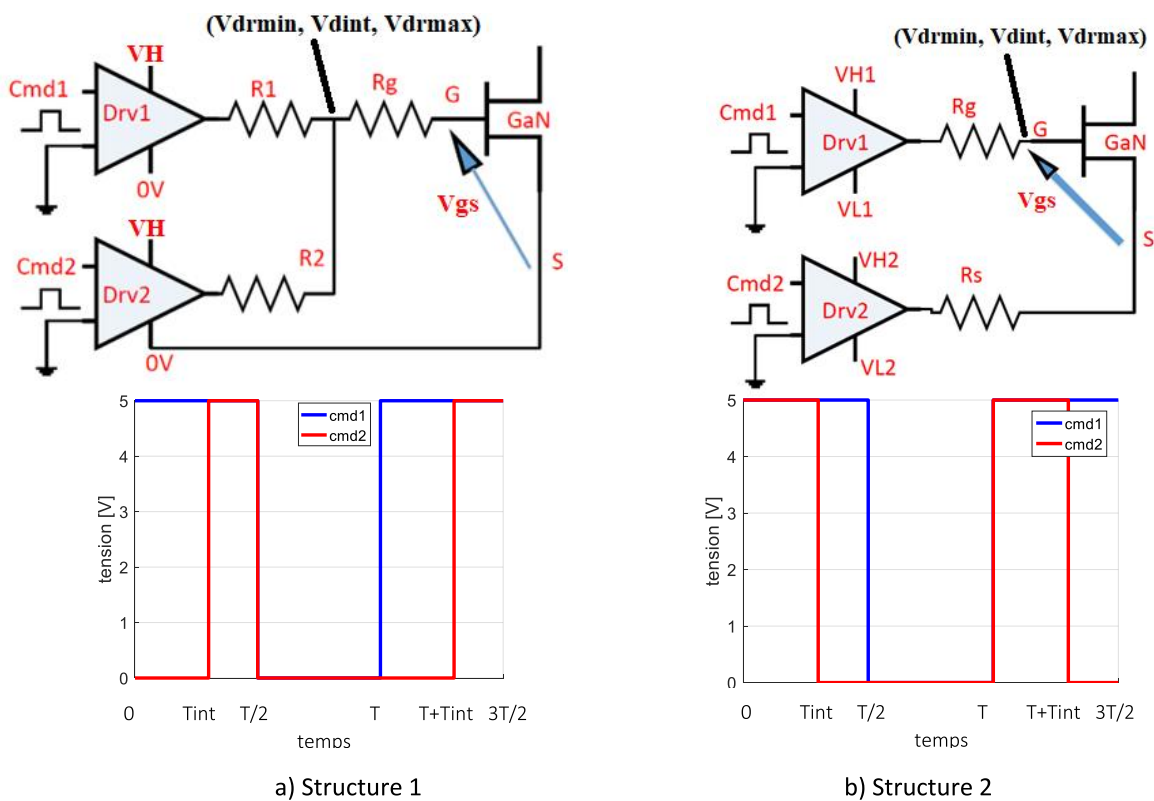 (Vdrmin, Vdint, Vdrmax)
VH
Cmd1
Drv1
R1
Rg
G
GaN
0V
Vgs
VH
Cmd2
Drv2
R2
S
0V
5
4
3
2
1
0
tension [V]
cmd1
cmd2
0 Tint T/2 T T+Tint 3T/2
temps
a) Structure 1
(Vdrmin, Vdint, Vdrmax)
VH1
Cmd1
Drv1
Rg
G
GaN
VL1
Vgs
VH2
Cmd2
Drv2
Rs
S
VL2
5
4
3
2
1
0
tension [V]
cmd1
cmd2
0 Tint T/2 T T+Tint 3T/2
temps
b) Structure 2